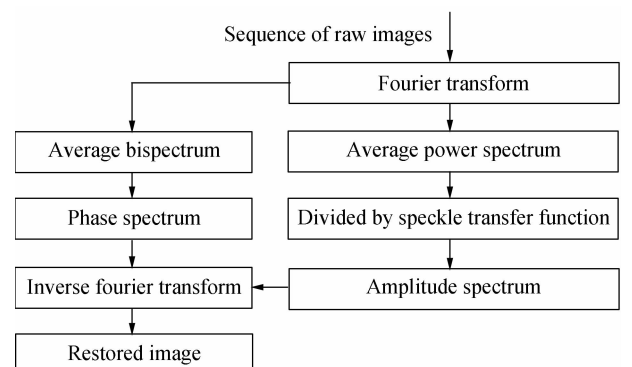 Sequence of raw images
Fourier transform
Average bispectrum
Average power spectrum
Phase spectrum
Divided by speckle transfer function
Inverse fourier transform
Amplitude spectrum
Restored image